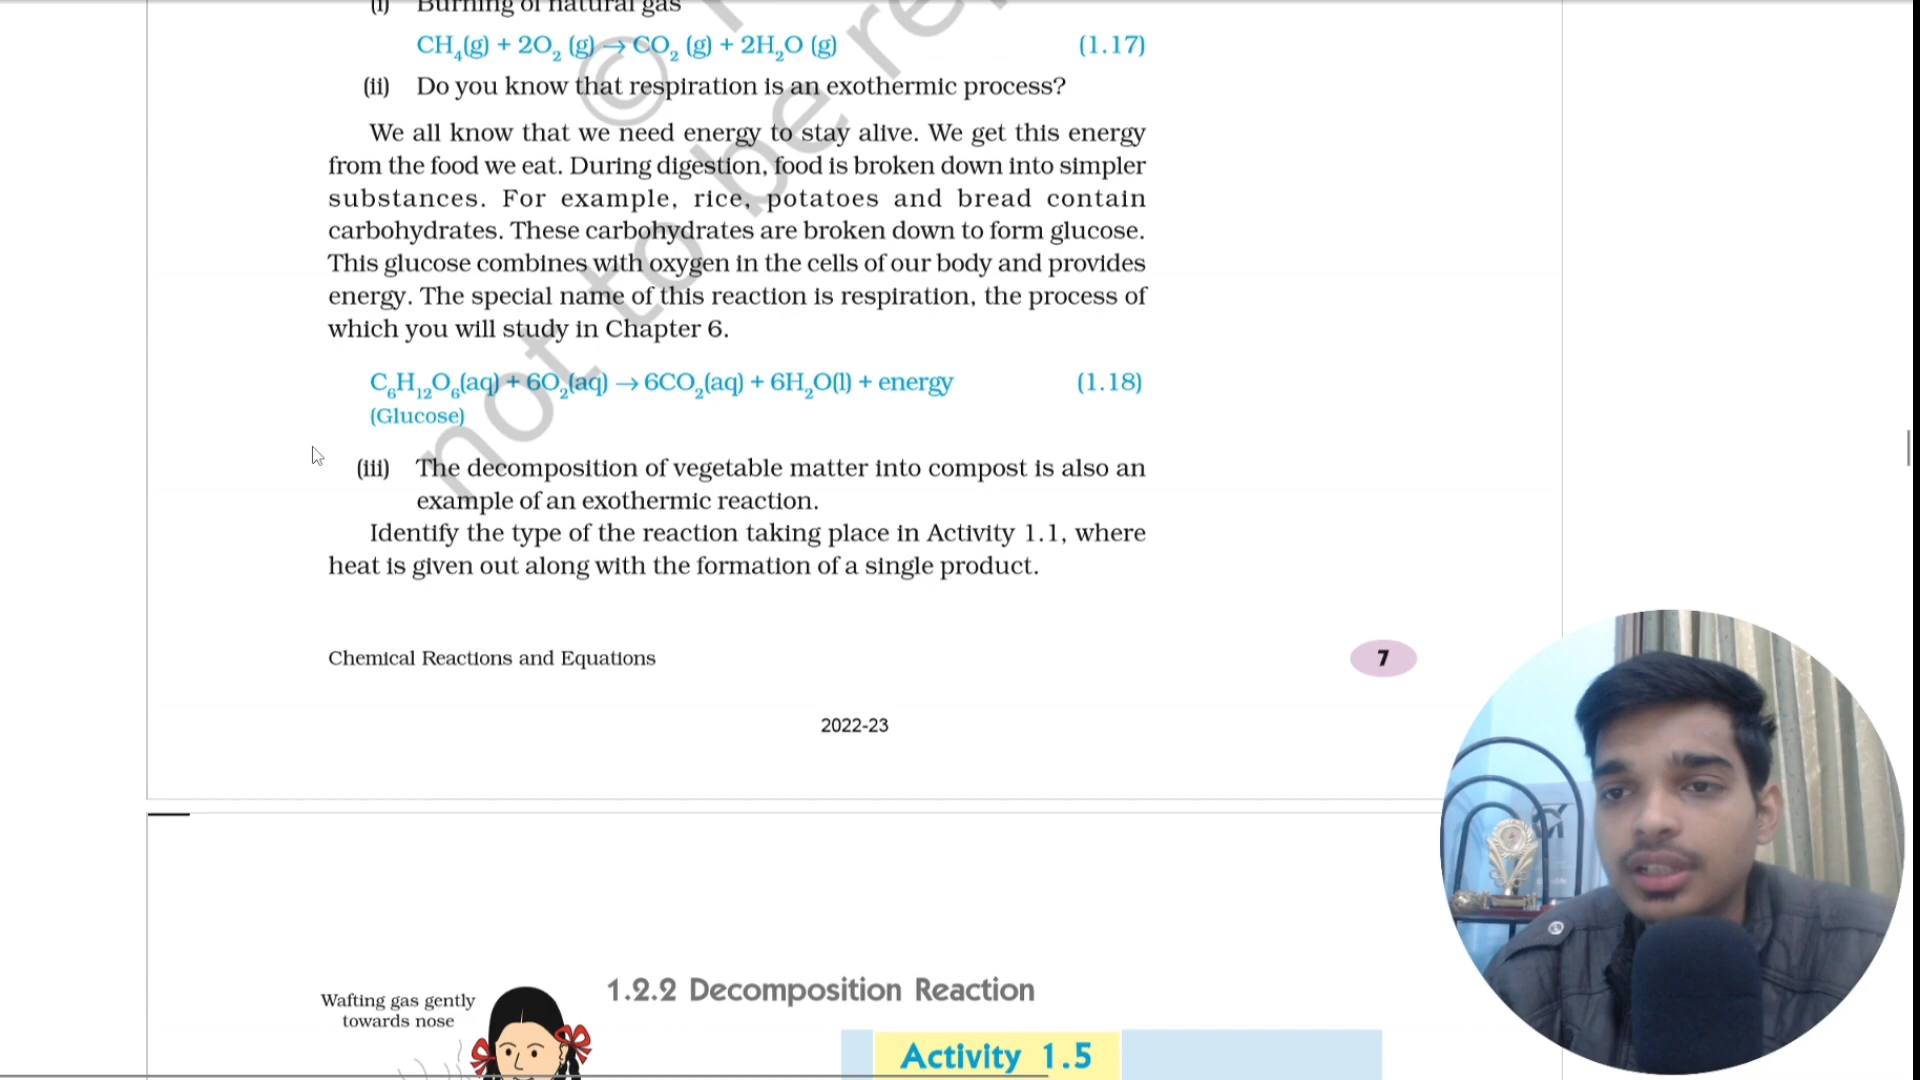 (i) Burning of natural gas
CH₄(g) + 2O₂ (g) → CO₂ (g) + 2H₂O (g) (1.17)
(ii) Do you know that respiration is an exothermic process?
We all know that we need energy to stay alive. We get this energy
from the food we eat. During digestion, food is broken down into simpler
substances. For example, rice, potatoes and bread contain
carbohydrates. These carbohydrates are broken down to form glucose.
This glucose combines with oxygen in the cells of our body and provides
energy. The special name of this reaction is respiration, the process of
which you will study in Chapter 6.
C₆H₁₂O₆(aq) + 6O₂(aq) → 6CO₂(aq) + 6H₂O(l) + energy (1.18)
(Glucose)
(iii) The decomposition of vegetable matter into compost is also an
example of an exothermic reaction.
Identify the type of the reaction taking place in Activity 1.1, where
heat is given out along with the formation of a single product.
Chemical Reactions and Equations
7
2022-23
1.2.2 Decomposition Reaction
Wafting gas gently
towards nose
Activity 1.5
©
not to be re